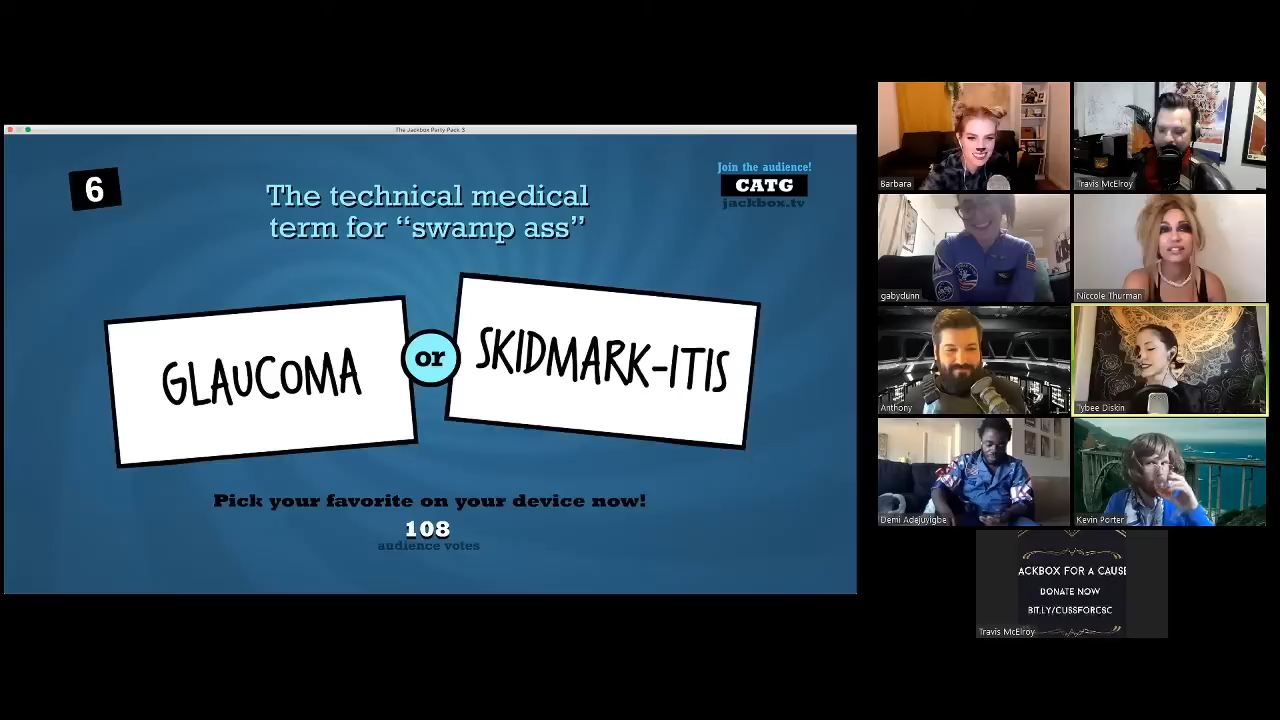 The Jackbox Party Pack 3
6
The technical medical
term for “swamp ass”
Join the audience!
CATG
jackbox.tv
GLAUCOMA
or
SKIDMARK-ITIS
Pick your favorite on your device now!
108
audience votes
Barbara
Travis McElroy
gabydunn
Niccole Thurman
Anthony
Tybee Diskin
Demi Adejuyigbe
Kevin Porter
ACKBOX FOR A CAUSE
DONATE NOW
BIT.LY/CUSSFORCSC
Travis McElroy